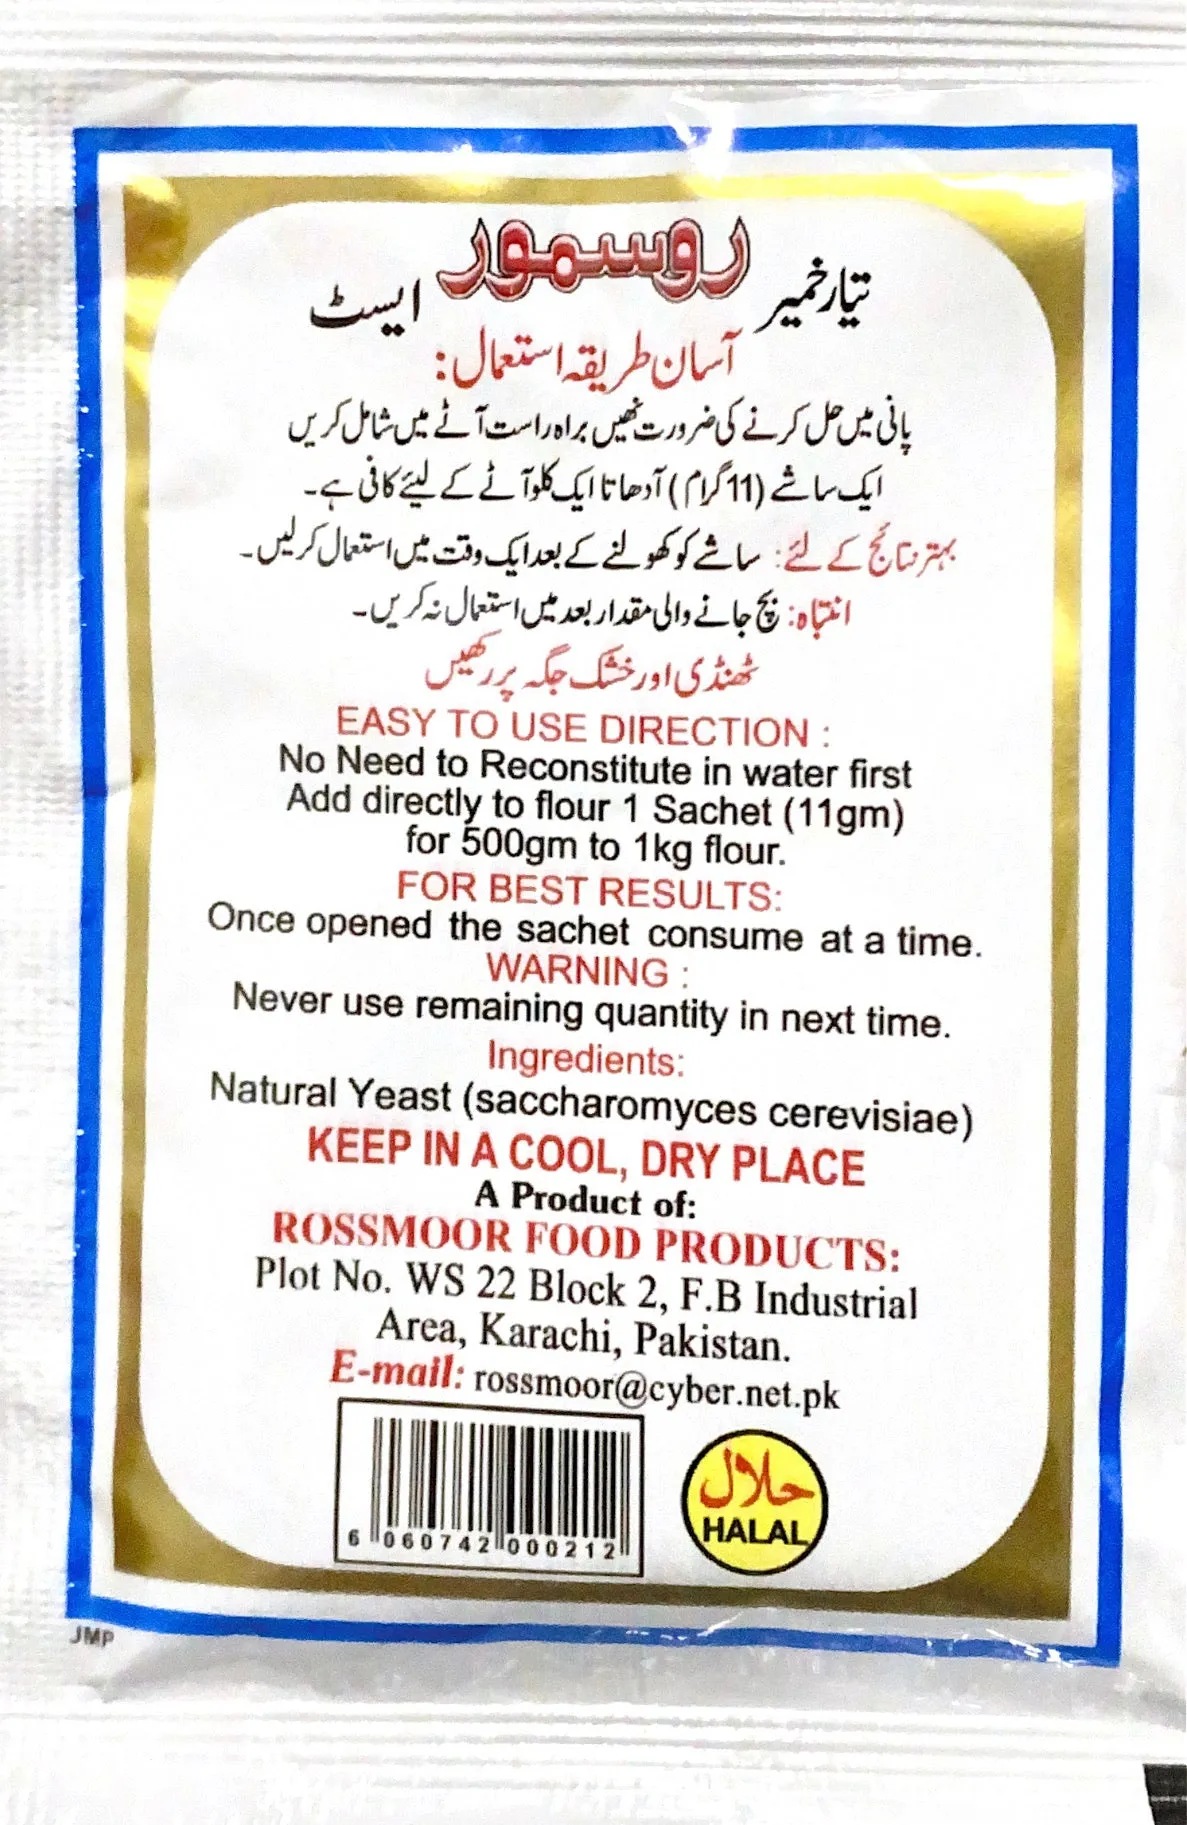 تیار خمیر روسمور ایسٹ
آسان طریقہ استعمال:
پانی میں حل کرنے کی ضرورت نھیں براہ راست آٹے میں شامل کریں
ایک ساشے (11گرام) آدھا تا ایک کلو آٹے کے لیئے کافی ہے۔
بہتر نتائج کے لئے: ساشے کو کھولنے کے بعد ایک وقت میں استعمال کرلیں۔
انتباہ: بچ جانے والی مقدار بعد میں استعمال نہ کریں۔
ٹھنڈی اور خشک جگہ پر رکھیں
EASY TO USE DIRECTION :
No Need to Reconstitute in water first
Add directly to flour 1 Sachet (11gm)
for 500gm to 1kg flour.
FOR BEST RESULTS:
Once opened the sachet consume at a time.
WARNING :
Never use remaining quantity in next time.
Ingredients:
Natural Yeast (saccharomyces cerevisiae)
KEEP IN A COOL, DRY PLACE
A Product of:
ROSSMOOR FOOD PRODUCTS:
Plot No. WS 22 Block 2, F.B Industrial
Area, Karachi, Pakistan.
E-mail: rossmoor@cyber.net.pk
6 060742 000212
حلال
HALAL
JMP